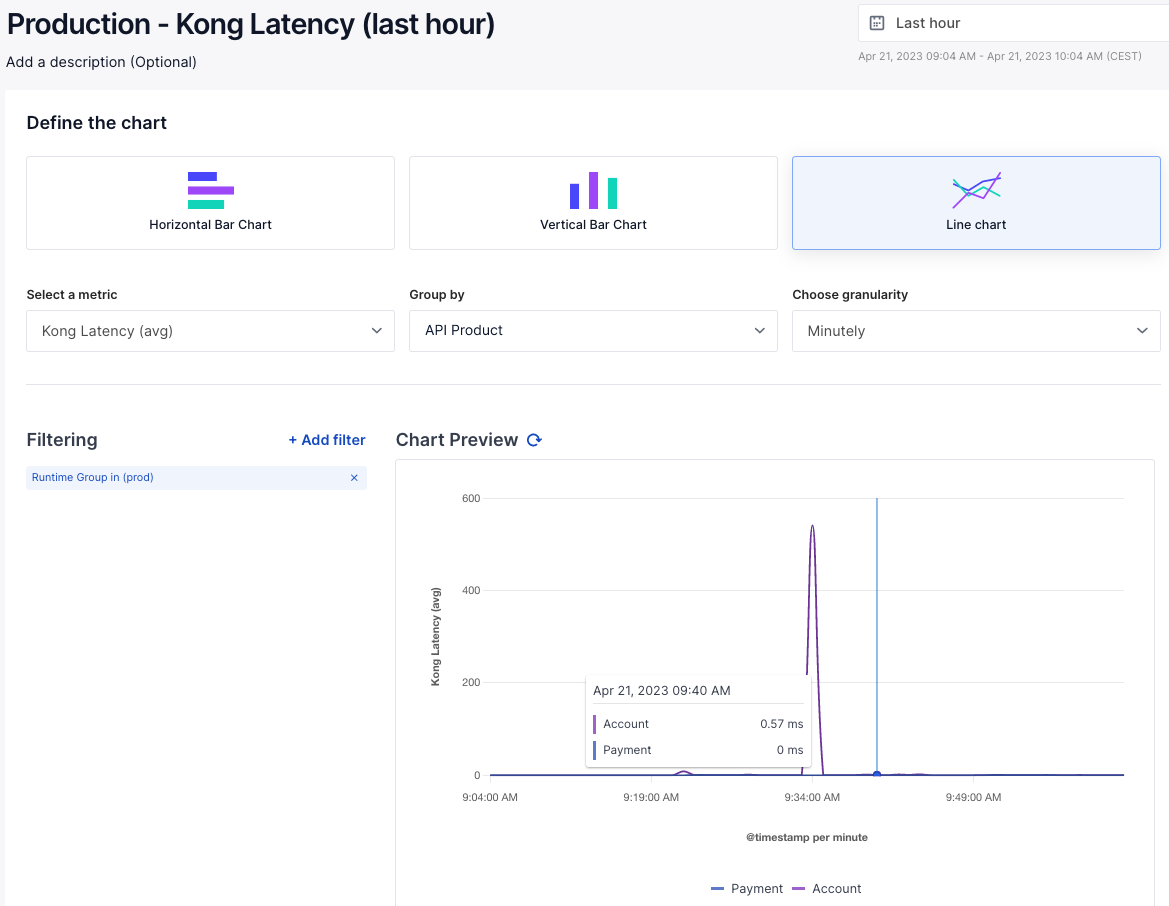 Production - Kong Latency (last hour)
Last hour
Add a description (Optional)
Apr 21, 2023 09:04 AM - Apr 21, 2023 10:04 AM (CEST)
Define the chart
Horizontal Bar Chart
Vertical Bar Chart
Line chart
Select a metric
Group by
Choose granularity
Kong Latency (avg)
API Product
Minutely
Filtering
+ Add filter
Chart Preview
Runtime Group in (prod)
600
400
200
0
Kong Latency (avg)
Apr 21, 2023 09:40 AM
Account 0.57 ms
Payment 0 ms
9:04:00 AM 9:19:00 AM 9:34:00 AM 9:49:00 AM
@timestamp per minute
Payment Account